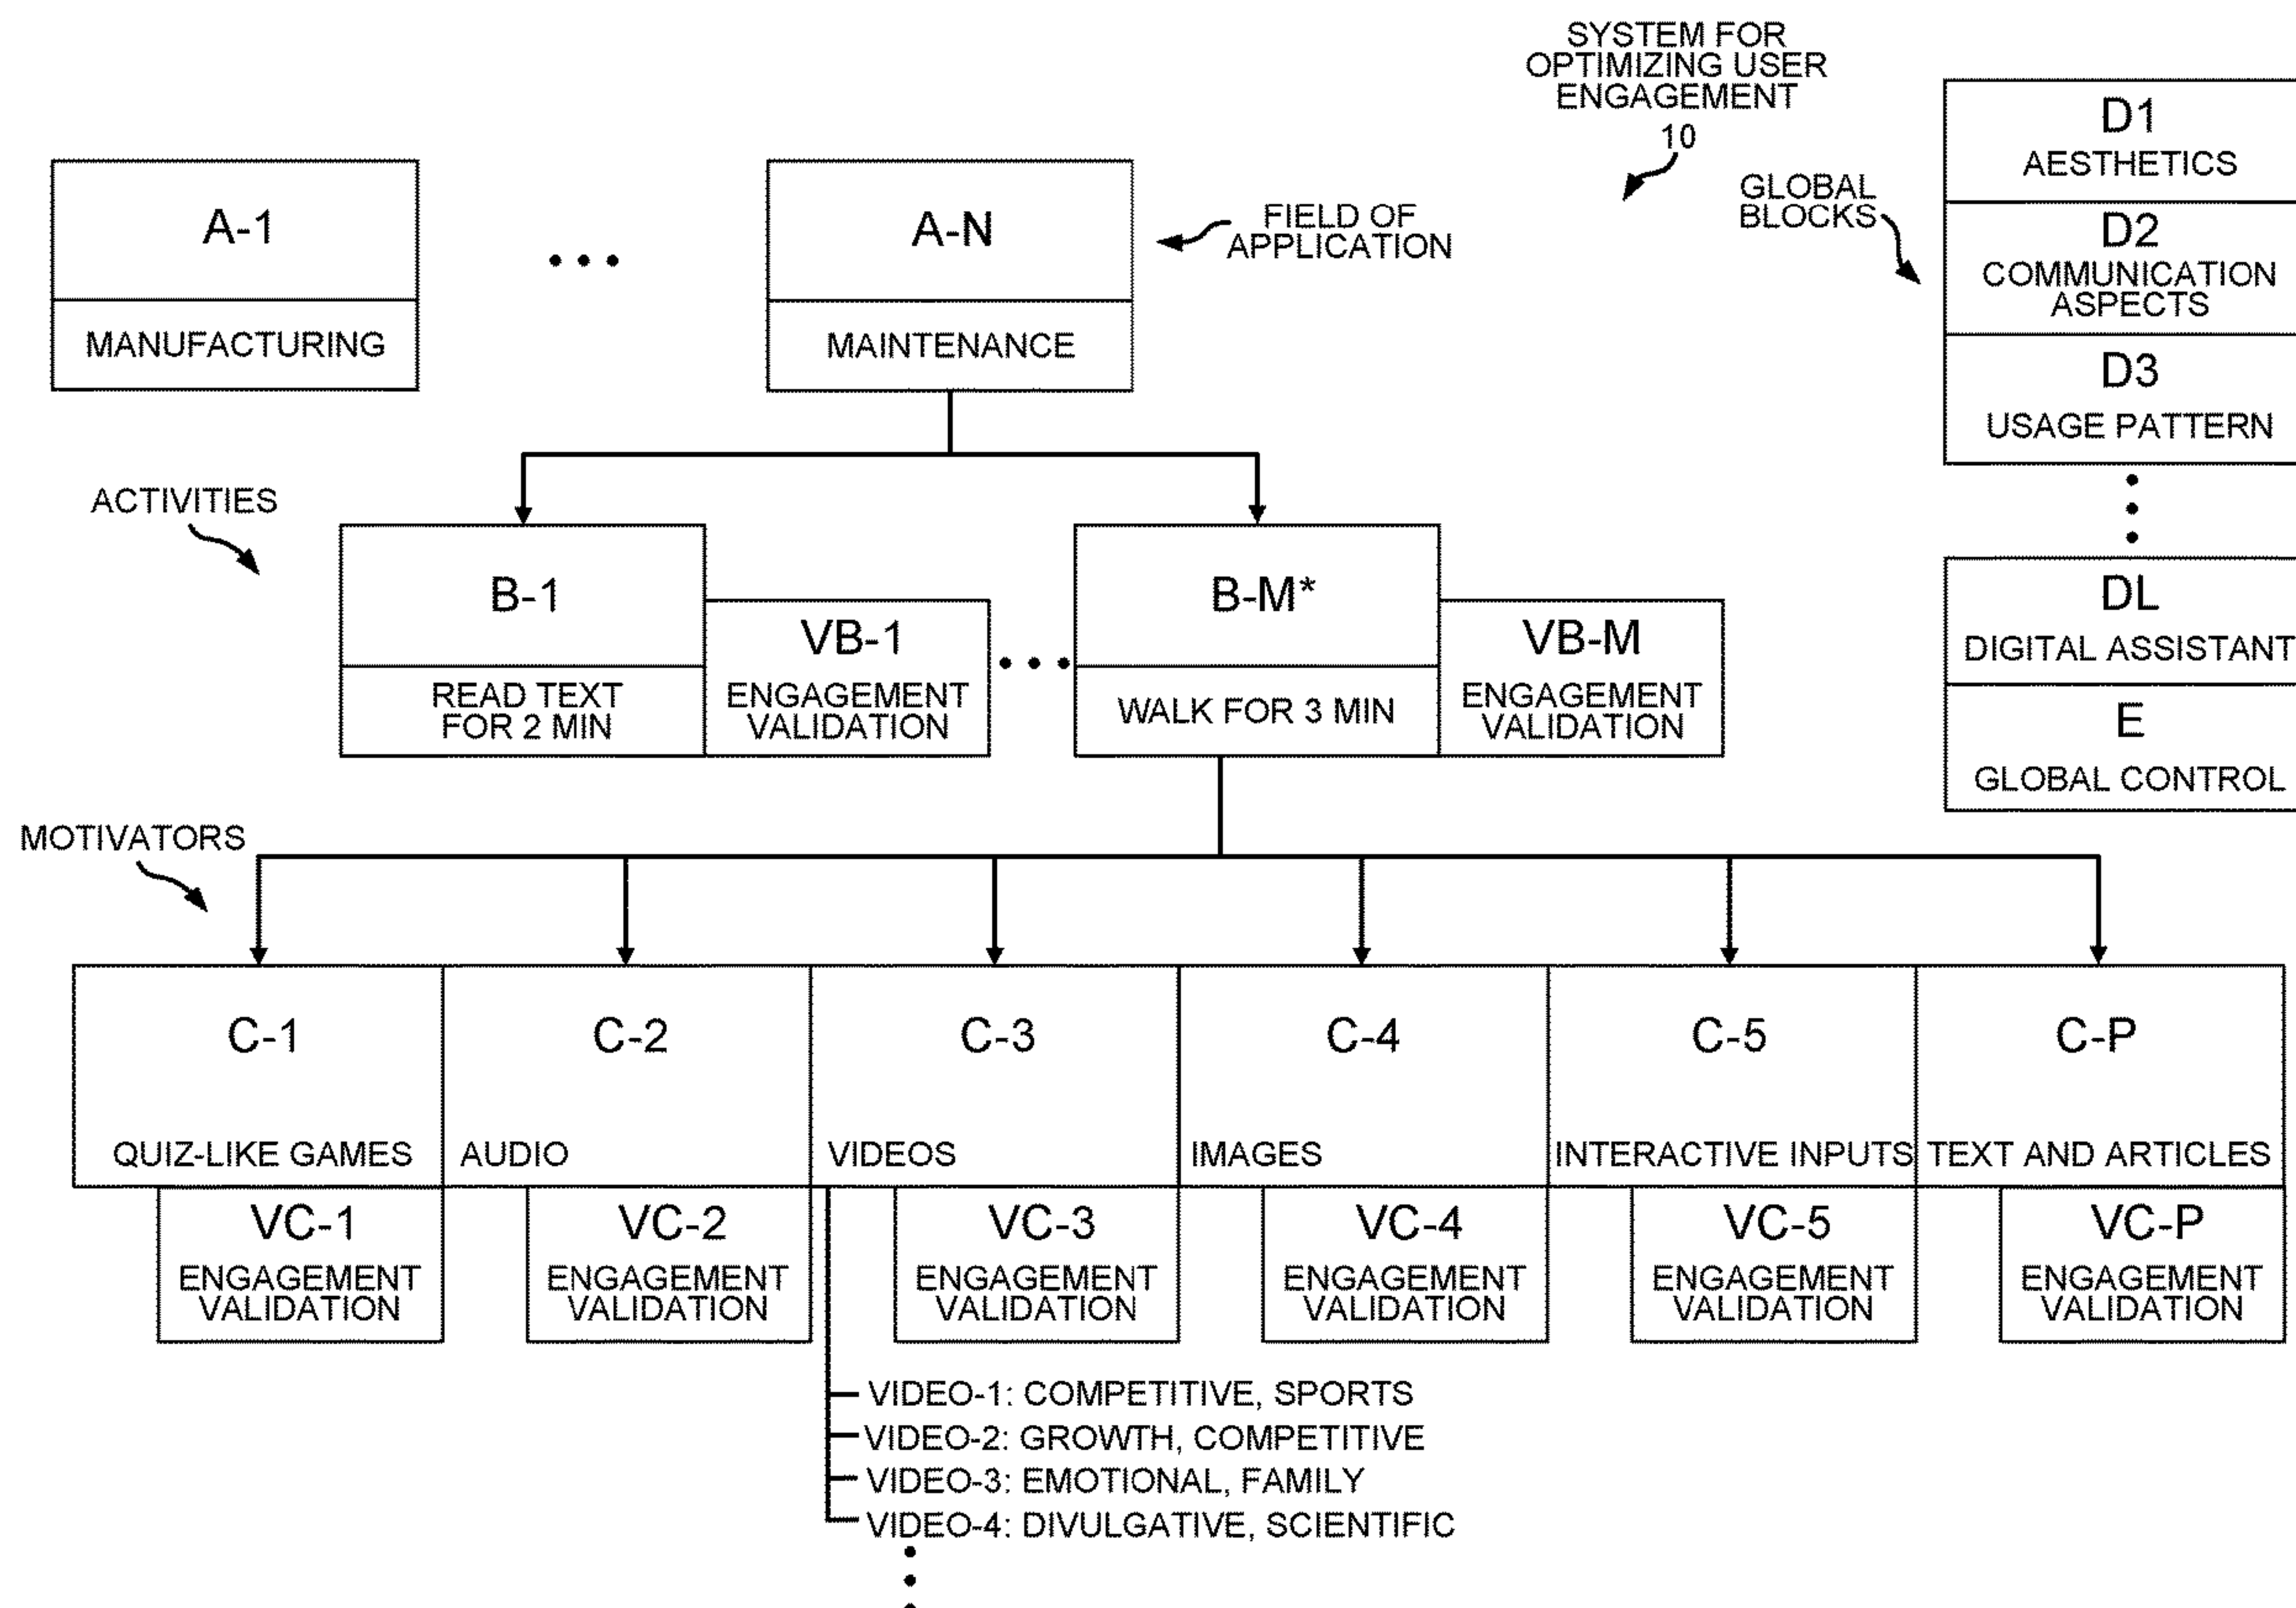 SYSTEM FOR
OPTIMIZING USER
ENGAGEMENT
10
A-1
MANUFACTURING
A-N
MAINTENANCE
FIELD OF
APPLICATION
GLOBAL
BLOCKS
D1
AESTHETICS
D2
COMMUNICATION
ASPECTS
D3
USAGE PATTERN
DL
DIGITAL ASSISTANT
E
GLOBAL CONTROL
ACTIVITIES
B-1
READ TEXT
FOR 2 MIN
VB-1
ENGAGEMENT
VALIDATION
B-M*
WALK FOR 3 MIN
VB-M
ENGAGEMENT
VALIDATION
MOTIVATORS
C-1
QUIZ-LIKE GAMES
VC-1
ENGAGEMENT
VALIDATION
C-2
AUDIO
VC-2
ENGAGEMENT
VALIDATION
C-3
VIDEOS
VC-3
ENGAGEMENT
VALIDATION
C-4
IMAGES
VC-4
ENGAGEMENT
VALIDATION
C-5
INTERACTIVE INPUTS
VC-5
ENGAGEMENT
VALIDATION
C-P
TEXT AND ARTICLES
VC-P
ENGAGEMENT
VALIDATION
VIDEO-1: COMPETITIVE, SPORTS
VIDEO-2: GROWTH, COMPETITIVE
VIDEO-3: EMOTIONAL, FAMILY
VIDEO-4: DIVULGATIVE, SCIENTIFIC